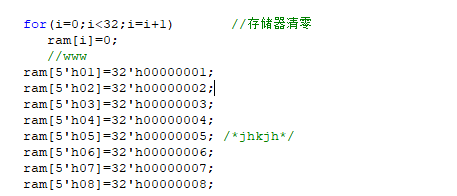 for(i=0;i<32;i=i+1) //存储器清零
ram[i]=0;
//www
ram[5'h01]=32'h00000001;
ram[5'h02]=32'h00000002;
ram[5'h03]=32'h00000003;
ram[5'h04]=32'h00000004;
ram[5'h05]=32'h00000005; /*jhkjh*/
ram[5'h06]=32'h00000006;
ram[5'h07]=32'h00000007;
ram[5'h08]=32'h00000008;